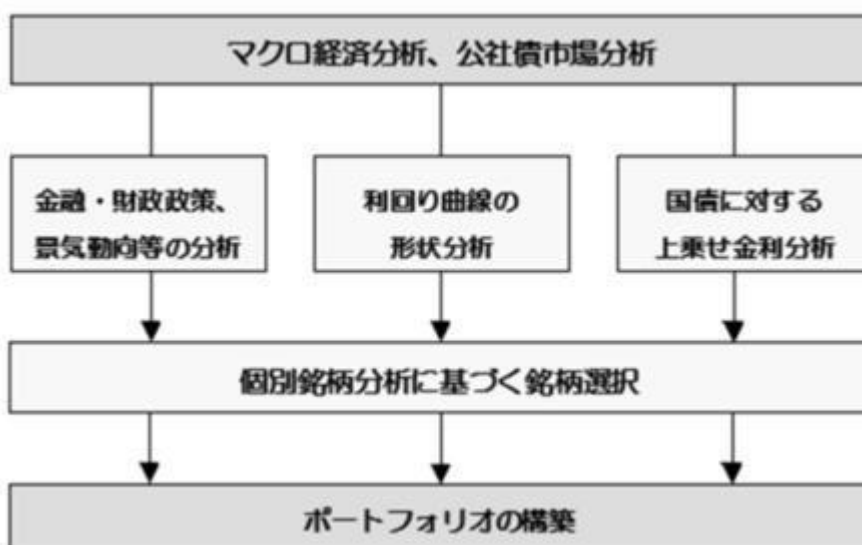 マクロ経済分析、公社債市場分析
金融・財政政策、
景気動向等の分析
利回り曲線の
形状分析
国債に対する
上乗せ金利分析
個別銘柄分析に基づく銘柄選択
ポートフォリオの構築